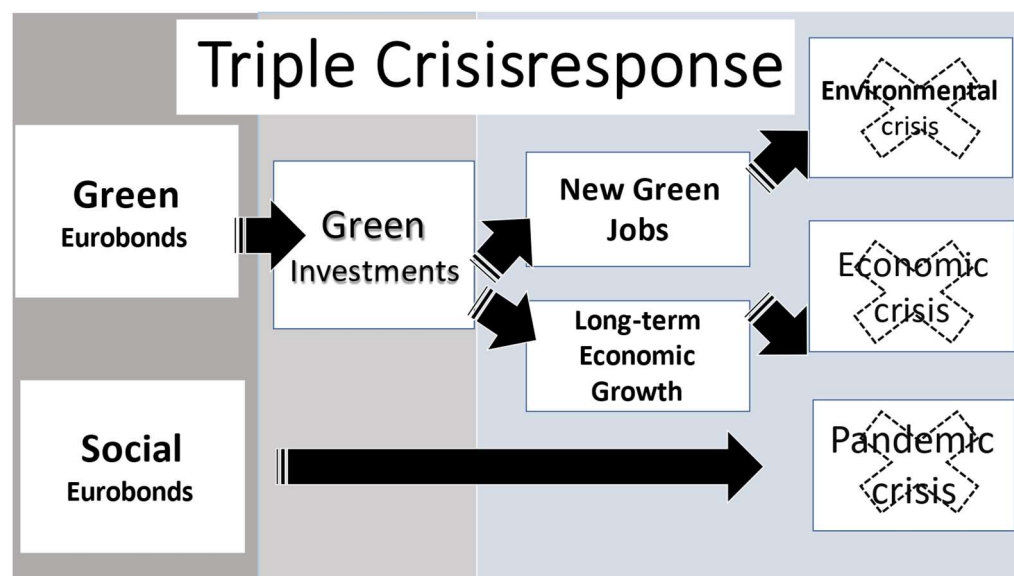 Triple Crisisresponse
Green
Eurobonds
Green
Investments
New Green
Jobs
Long-term
Economic
Growth
Environmental
crisis
Economic
crisis
Social
Eurobonds
Pandemic
crisis